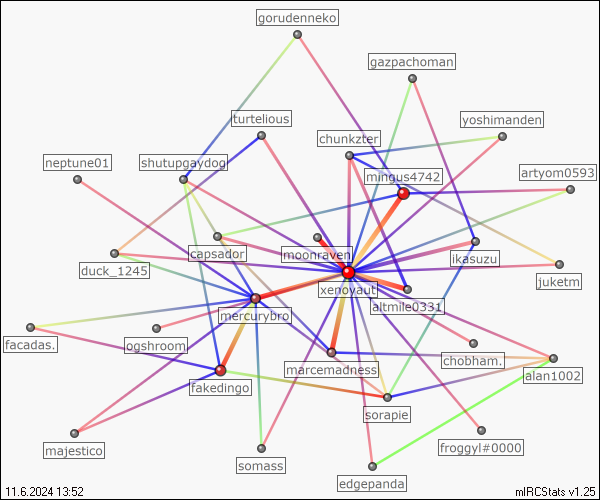 gorudenneko
gazpachoman
turtelious
yoshimanden
chunkzter
neptune01
shutupgaydog
mingus4742
artyom0593
capsador
moonraven
ikasuzu
duck_1245
xenoyaut
juketm
altmile0331
mercurybro
facadas.
ogshroom
chobham.
marcemadness
alan1002
fakedingo
sorapie
majestico
froggyl#0000
somass
edgepanda
11.6.2024 13:52
mIRCStats v1.25